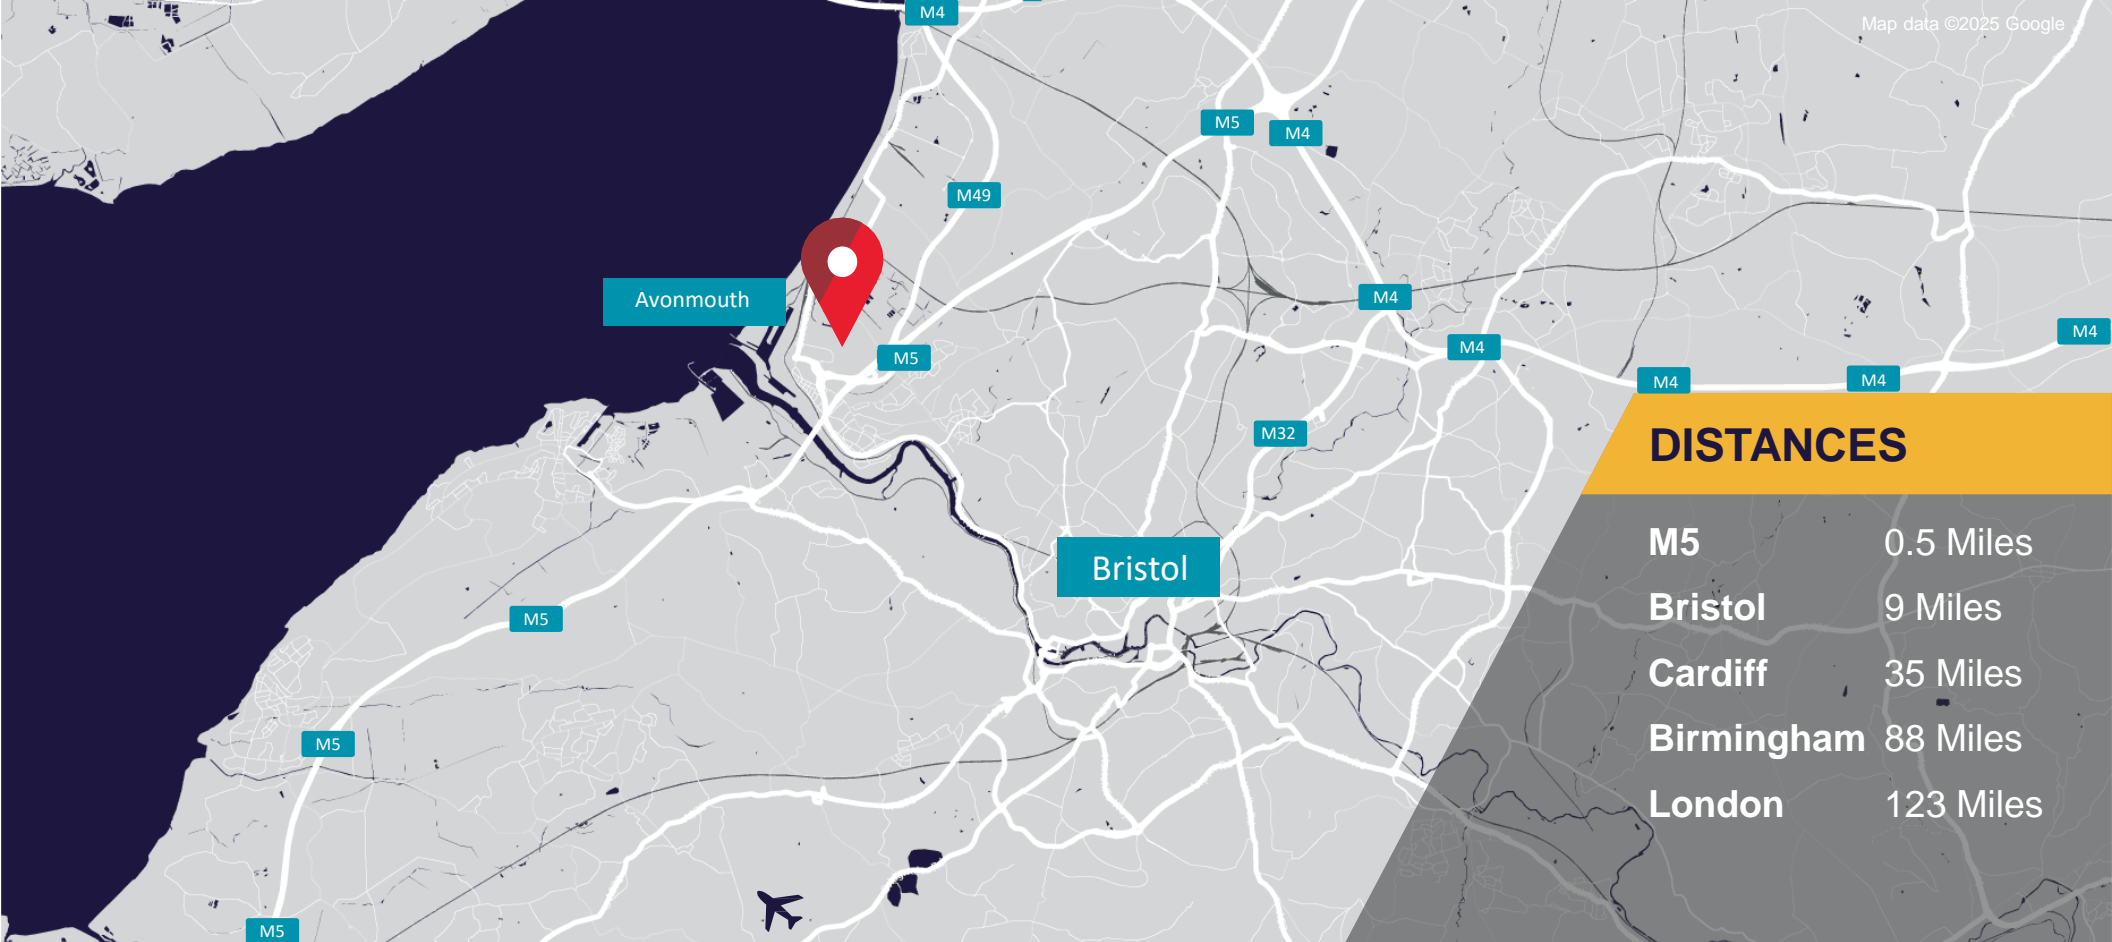 M4
Map data ©2025 Google
M5
M4
M49
Avonmouth
M4
M5
M4
M4
M4
M4
M32
DISTANCES
M5 0.5 Miles
Bristol
Bristol 9 Miles
M5
Cardiff 35 Miles
M5
Birmingham 88 Miles
London 123 Miles
M5